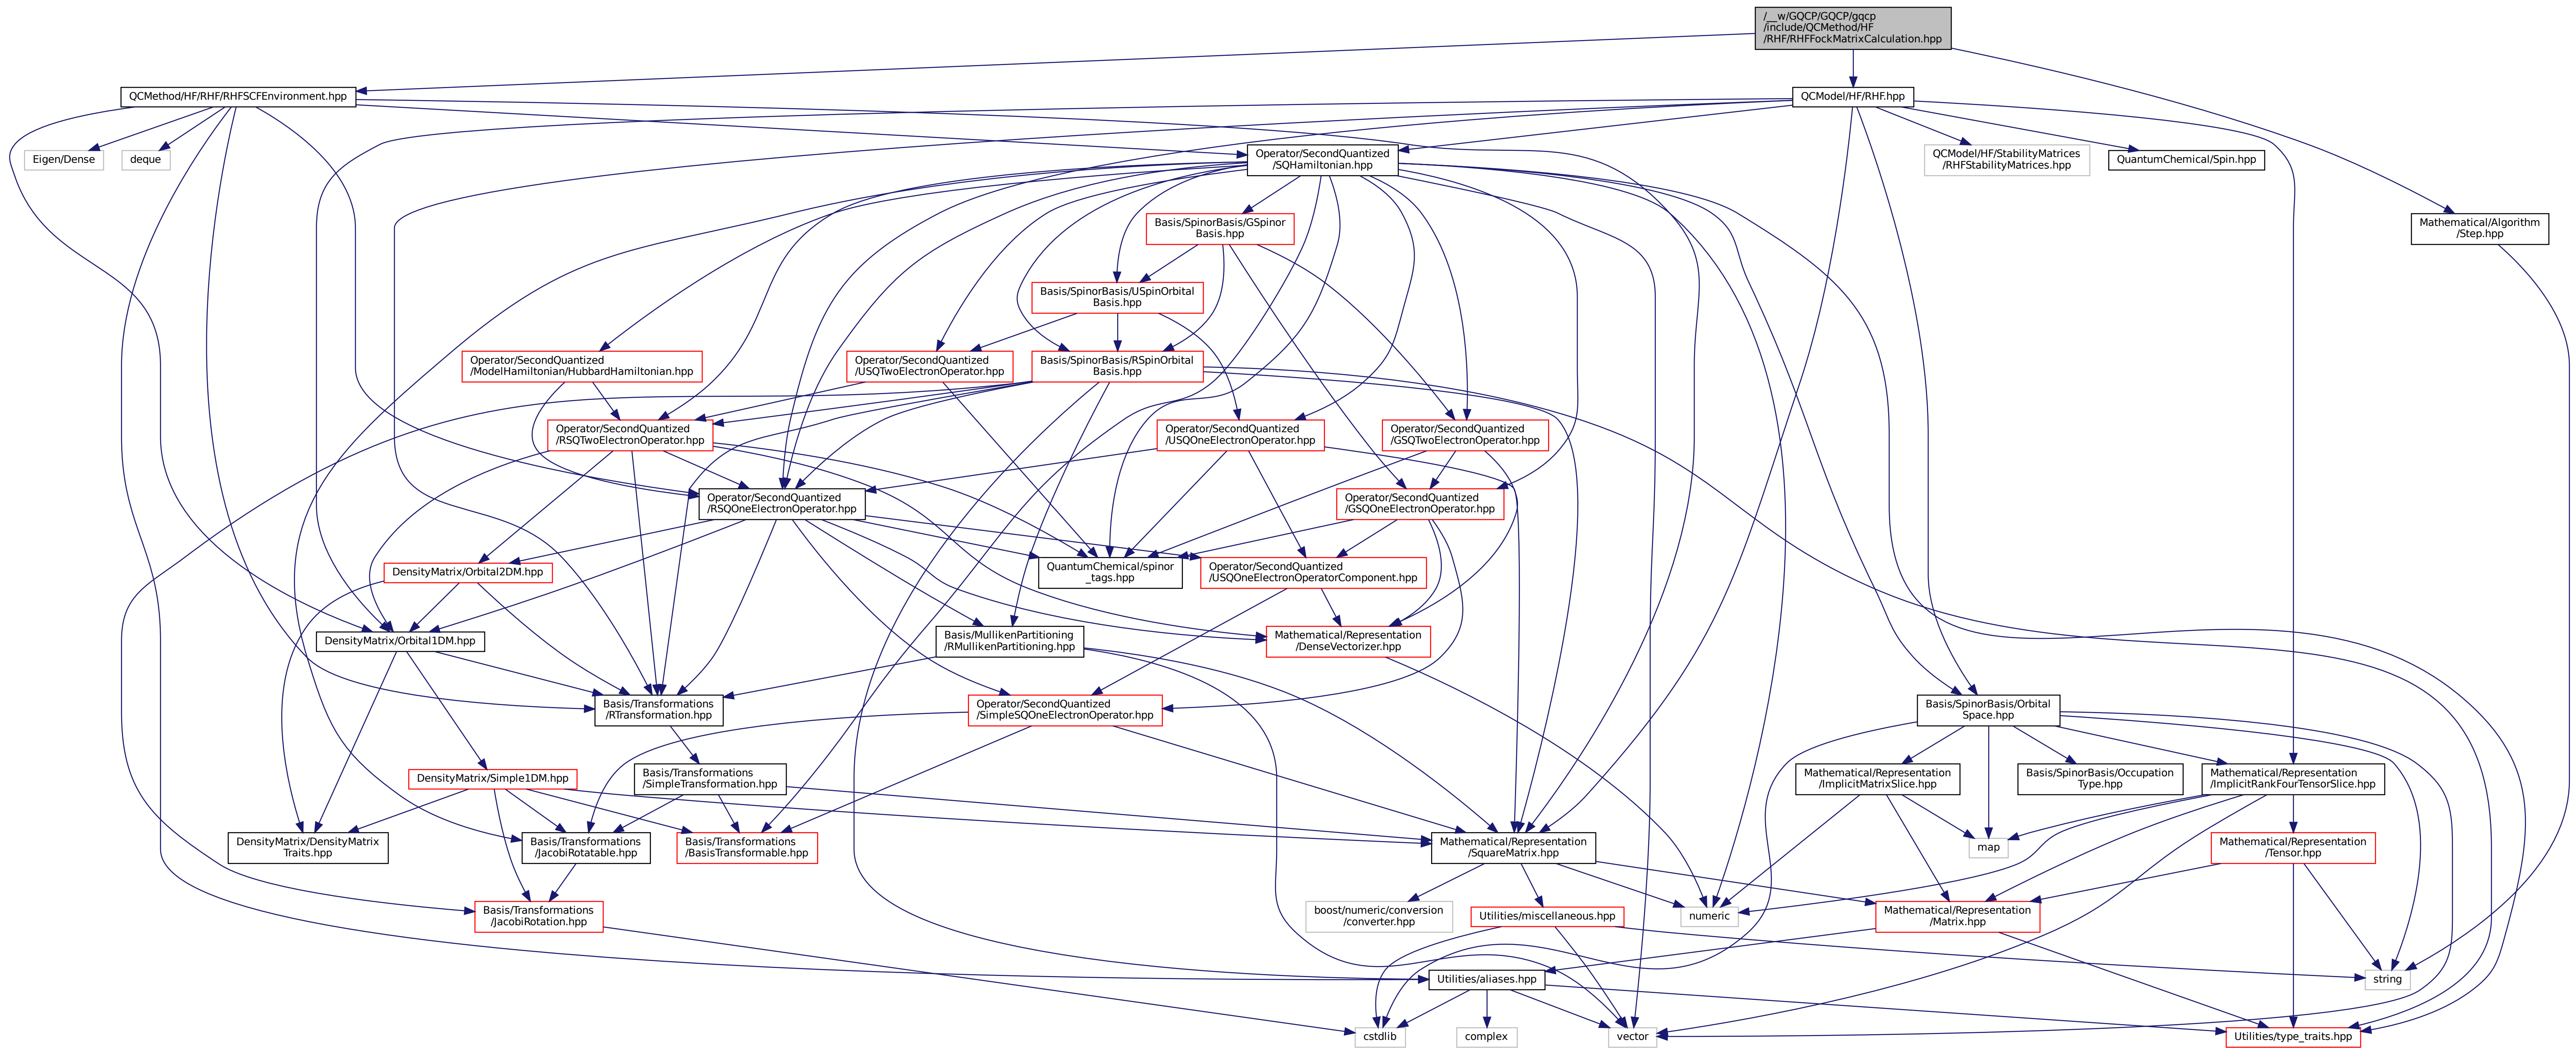 /__w/GQCP/GQCP/gqcp
/include/QCMethod/HF
/RHF/RHFFockMatrixCalculation.hpp
QCMethod/HF/RHF/RHFSCFEnvironment.hpp
QCModel/HF/RHF.hpp
Eigen/Dense
deque
Operator/SecondQuantized
/SQHamiltonian.hpp
QCModel/HF/StabilityMatrices
/RHFStabilityMatrices.hpp
QuantumChemical/Spin.hpp
Basis/SpinorBasis/GSpinor
Basis.hpp
Mathematical/Algorithm
/Step.hpp
Basis/SpinorBasis/USpinOrbital
Basis.hpp
Operator/SecondQuantized
/ModelHamiltonian/HubbardHamiltonian.hpp
Operator/SecondQuantized
/USQTwoElectronOperator.hpp
Basis/SpinorBasis/RSpinOrbital
Basis.hpp
Operator/SecondQuantized
/RSQTwoElectronOperator.hpp
Operator/SecondQuantized
/USQOneElectronOperator.hpp
Operator/SecondQuantized
/GSQTwoElectronOperator.hpp
Operator/SecondQuantized
/RSQOneElectronOperator.hpp
Operator/SecondQuantized
/GSQOneElectronOperator.hpp
DensityMatrix/Orbital2DM.hpp
QuantumChemical/spinor
_tags.hpp
Operator/SecondQuantized
/USQOneElectronOperatorComponent.hpp
DensityMatrix/Orbital1DM.hpp
Basis/MullikenPartitioning
/RMullikenPartitioning.hpp
Mathematical/Representation
/DenseVectorizer.hpp
Basis/Transformations
/RTransformation.hpp
Operator/SecondQuantized
/SimpleSQOneElectronOperator.hpp
Basis/SpinorBasis/Orbital
Space.hpp
DensityMatrix/Simple1DM.hpp
Basis/Transformations
/SimpleTransformation.hpp
Mathematical/Representation
/ImplicitMatrixSlice.hpp
Basis/SpinorBasis/Occupation
Type.hpp
Mathematical/Representation
/ImplicitRankFourTensorSlice.hpp
DensityMatrix/DensityMatrix
Traits.hpp
Basis/Transformations
/JacobiRotatable.hpp
Basis/Transformations
/BasisTransformable.hpp
Mathematical/Representation
/SquareMatrix.hpp
map
Mathematical/Representation
/Tensor.hpp
Basis/Transformations
/JacobiRotation.hpp
boost/numeric/conversion
/converter.hpp
Utilities/miscellaneous.hpp
numeric
Mathematical/Representation
/Matrix.hpp
Utilities/aliases.hpp
string
cstdlib
complex
vector
Utilities/type_traits.hpp